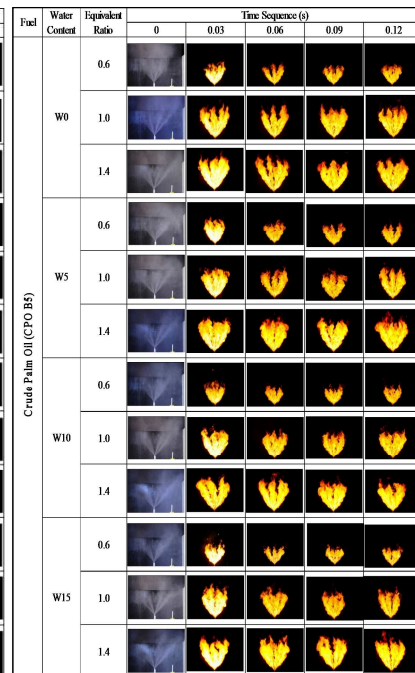 Fuel Water Content Equivalent Ratio Time Sequence (s)
0 0.03 0.06 0.09 0.12
Crude Palm Oil (CPO B5)
W0
0.6
1.0
1.4
W5
0.6
1.0
1.4
W10
0.6
1.0
1.4
W15
0.6
1.0
1.4